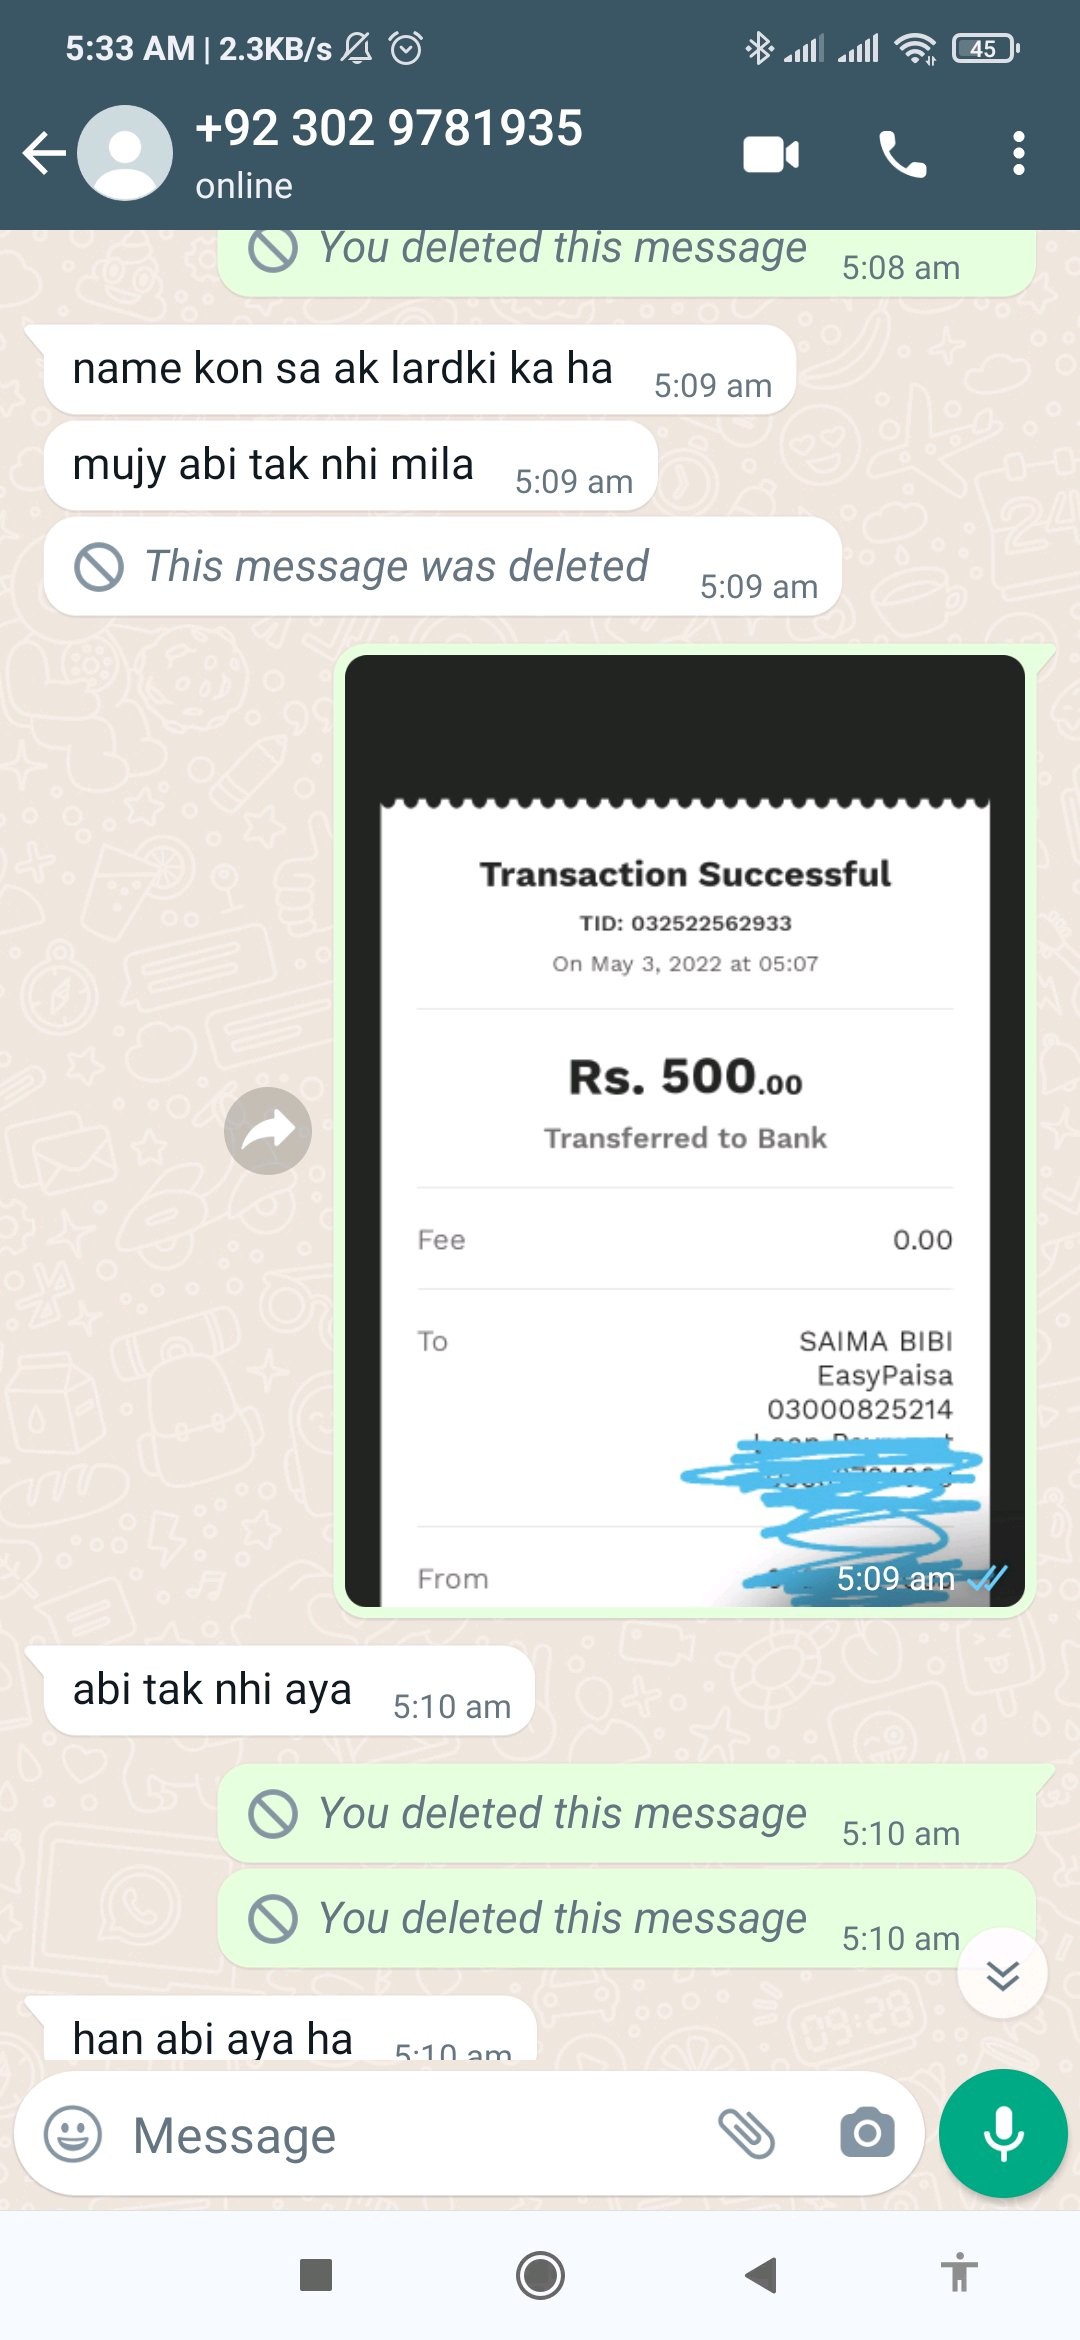 5:33 AM | 2.3KB/s
45
+92 302 9781935
online
You deleted this message 5:08 am
name kon sa ak lardki ka ha 5:09 am
mujy abi tak nhi mila 5:09 am
This message was deleted 5:09 am
Transaction Successful
TID: 032522562933
On May 3, 2022 at 05:07
Rs. 500.00
Transferred to Bank
Fee 0.00
To SAIMA BIBI
EasyPaisa
03000825214
From
5:09 am
abi tak nhi aya 5:10 am
You deleted this message 5:10 am
You deleted this message 5:10 am
han abi aya ha 5:10 am
Message